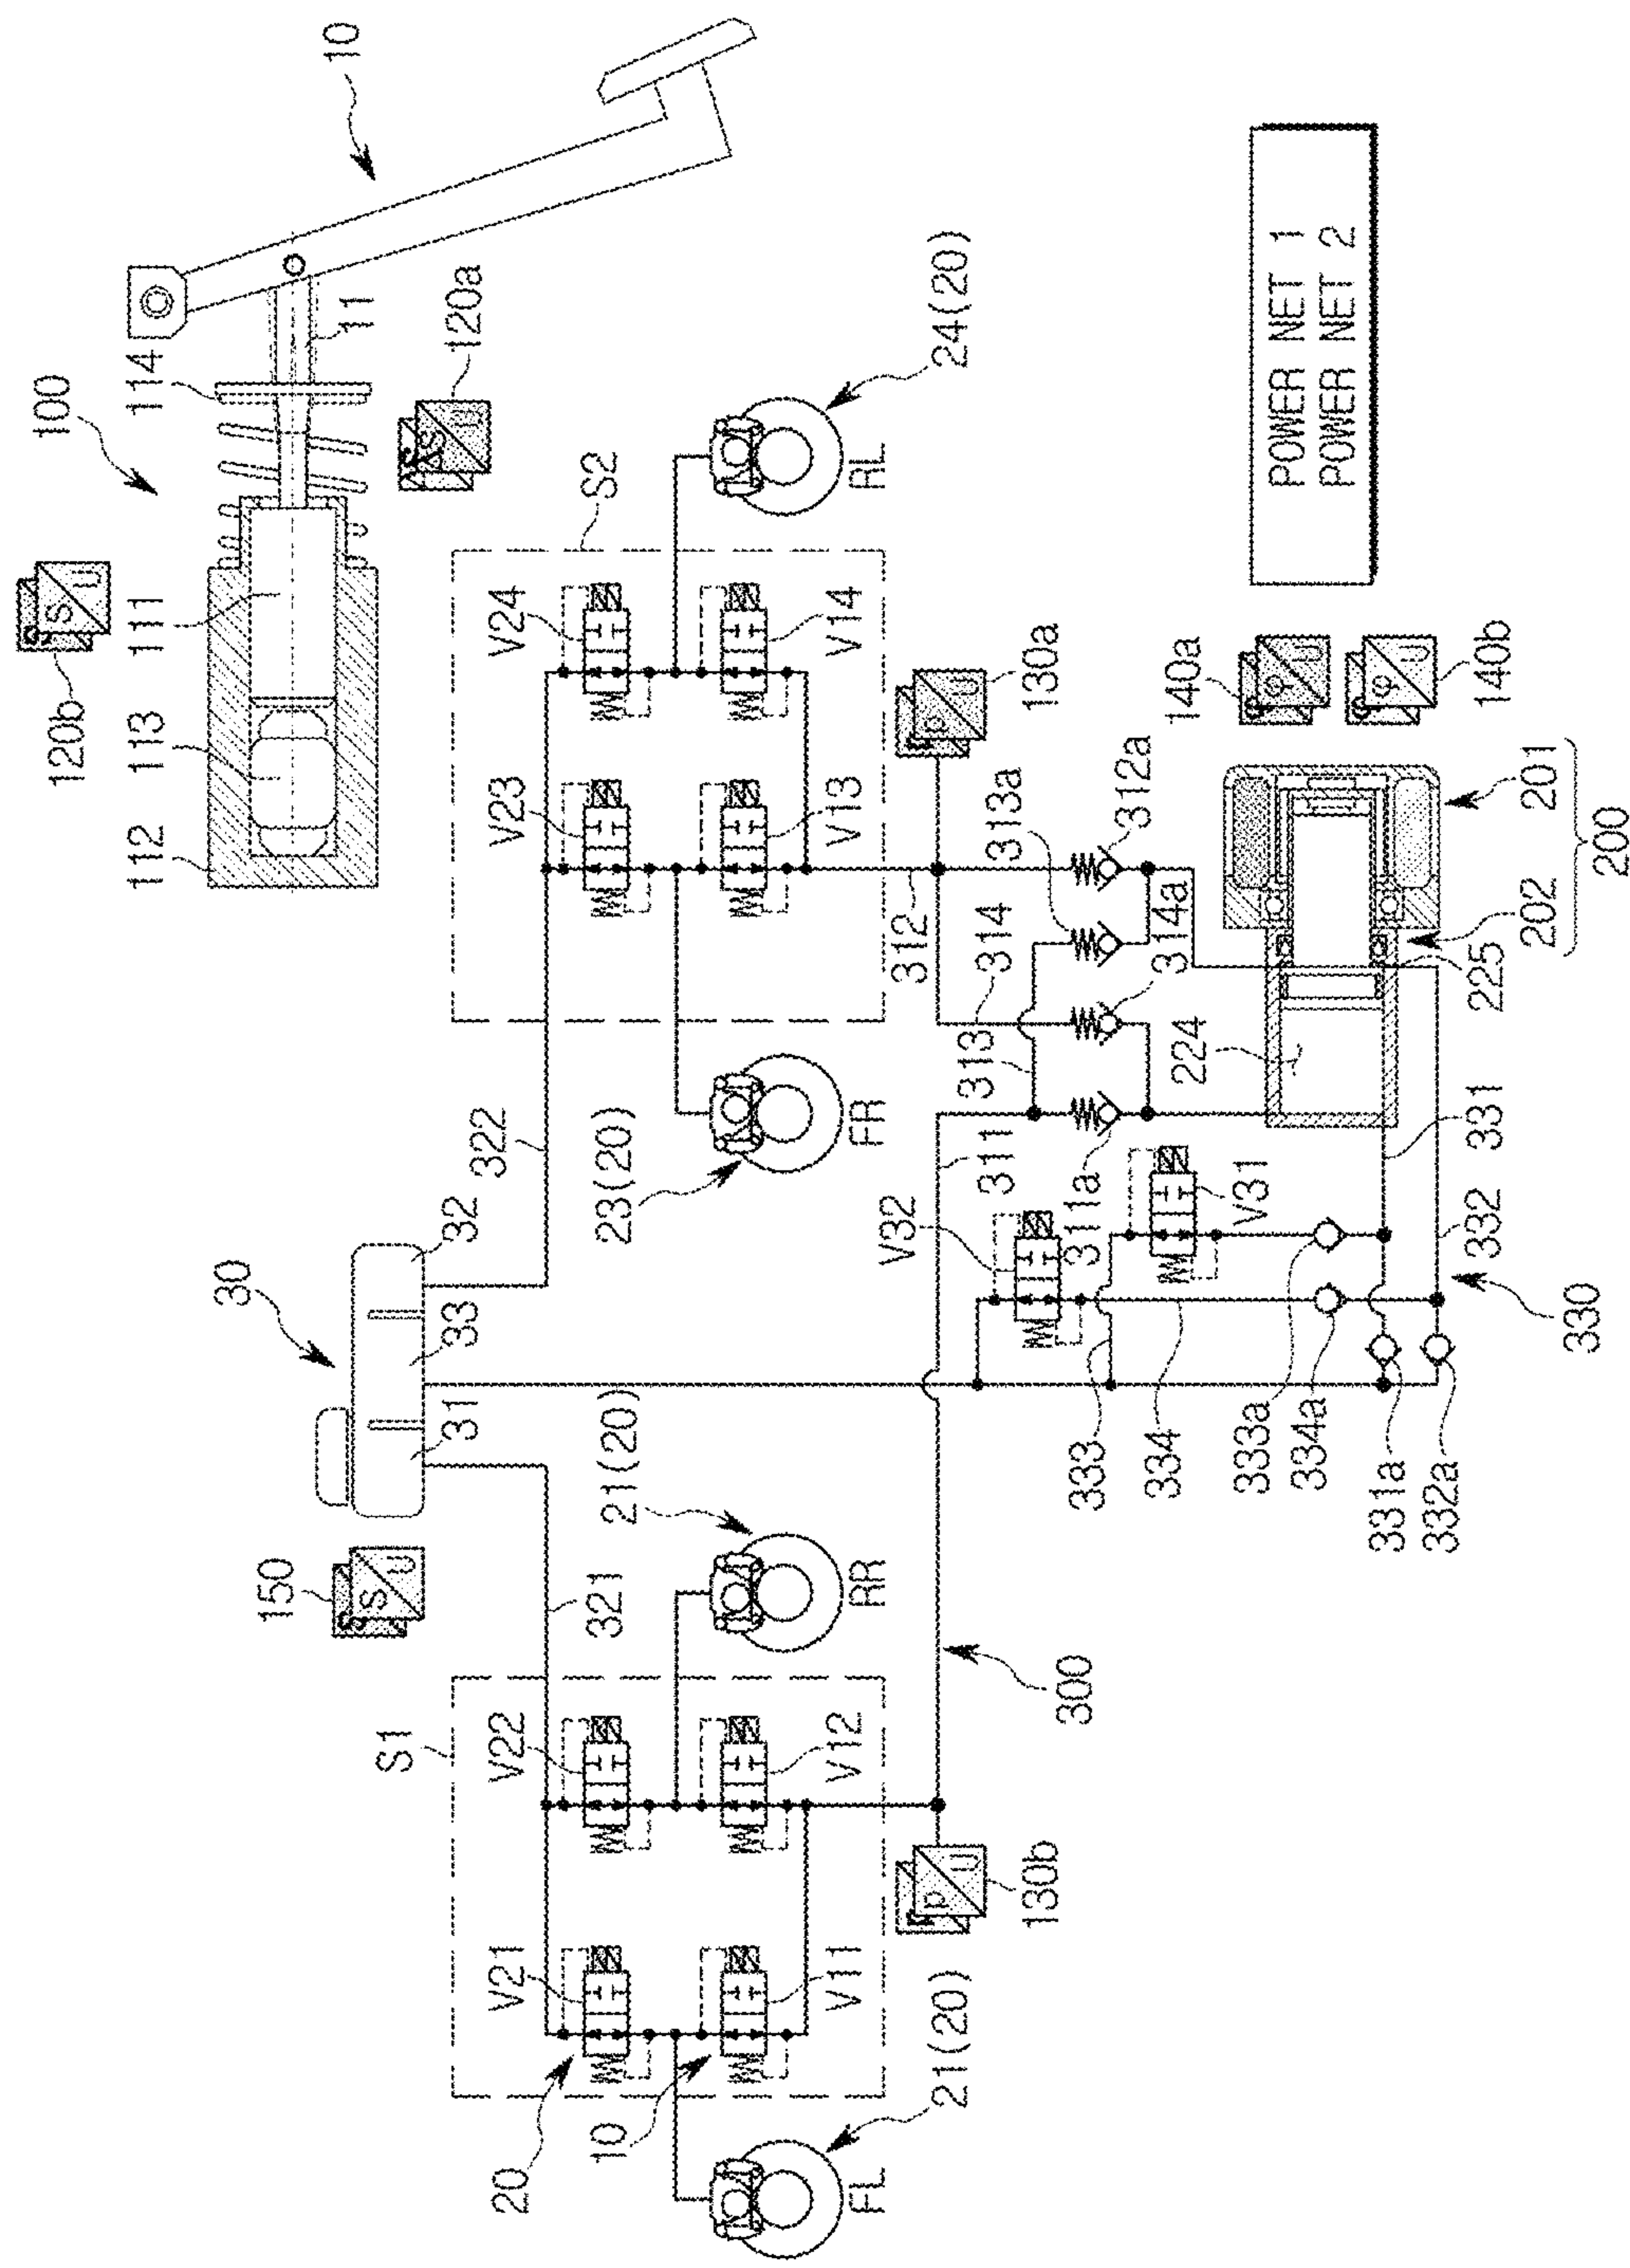 120b
S
U
100
112
113
111
114
10
30
150
S
U
11
S1
120a
ΔS
U
31
33
32
20
V21
V22
V23
V24
10
321
322
S2
21(20)
23(20)
V11
V12
V13
V14
FL
RR
FR
RL
21(20)
24(20)
130b
p
U
300
V32
311
312
130a
p
U
313
314
313a
333
311a
312a
334
314a
224
V31
140a
φ
U
333a
334a
331a
332a
331
332
330
225
202
201
200
140b
φ
U
POWER NET 1
POWER NET 2